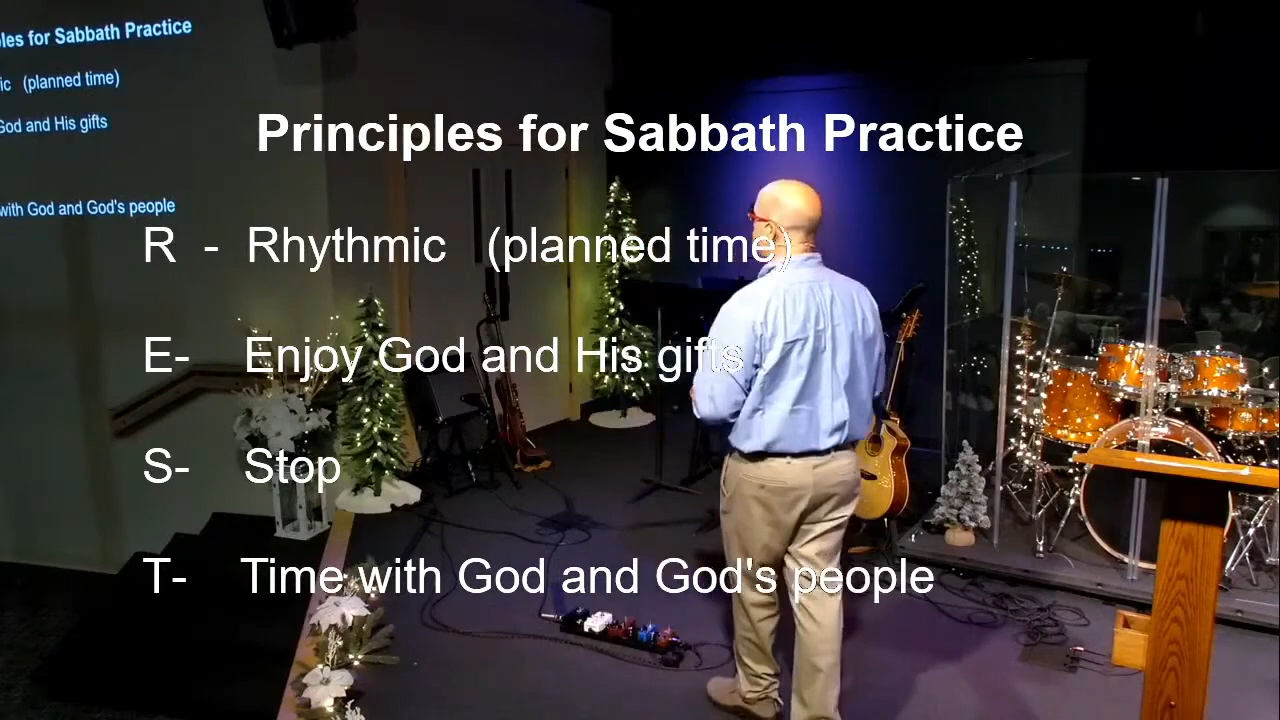 Principles for Sabbath Practice
R - Rhythmic (planned time)
E- Enjoy God and His gifts
S- Stop
T- Time with God and God's people
les for Sabbath Practice
ic (planned time)
God and His gifts
with God and God's people